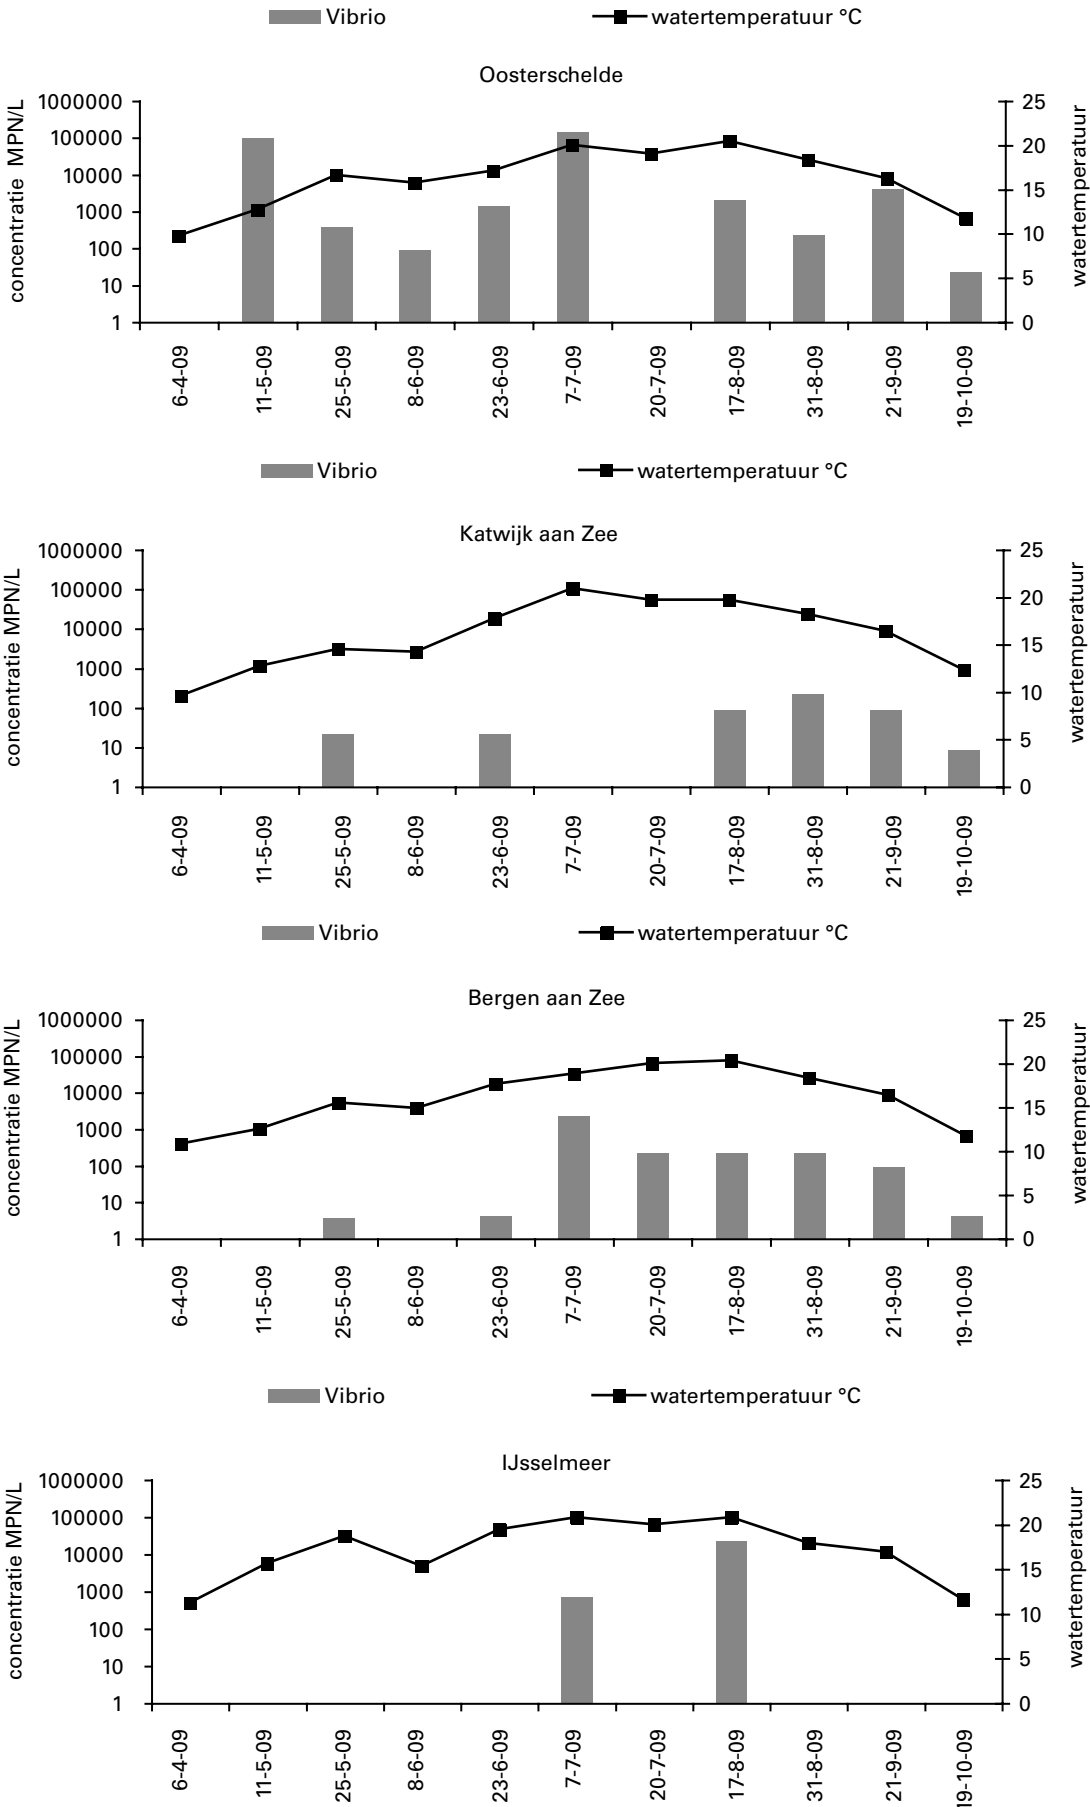 Vibrio watertemperatuur °C
Oosterschelde
concentratie MPN/L
1000000
100000
10000
1000
100
10
1
25
20
15
10
5
0
watertemperatuur
6-4-09 11-5-09 25-5-09 8-6-09 23-6-09 7-7-09 20-7-09 17-8-09 31-8-09 21-9-09 19-10-09
Vibrio watertemperatuur °C
Katwijk aan Zee
concentratie MPN/L
1000000
100000
10000
1000
100
10
1
25
20
15
10
5
0
watertemperatuur
6-4-09 11-5-09 25-5-09 8-6-09 23-6-09 7-7-09 20-7-09 17-8-09 31-8-09 21-9-09 19-10-09
Vibrio watertemperatuur °C
Bergen aan Zee
concentratie MPN/L
1000000
100000
10000
1000
100
10
1
25
20
15
10
5
0
watertemperatuur
6-4-09 11-5-09 25-5-09 8-6-09 23-6-09 7-7-09 20-7-09 17-8-09 31-8-09 21-9-09 19-10-09
Vibrio watertemperatuur °C
IJsselmeer
concentratie MPN/L
1000000
100000
10000
1000
100
10
1
25
20
15
10
5
0
watertemperatuur
6-4-09 11-5-09 25-5-09 8-6-09 23-6-09 7-7-09 20-7-09 17-8-09 31-8-09 21-9-09 19-10-09